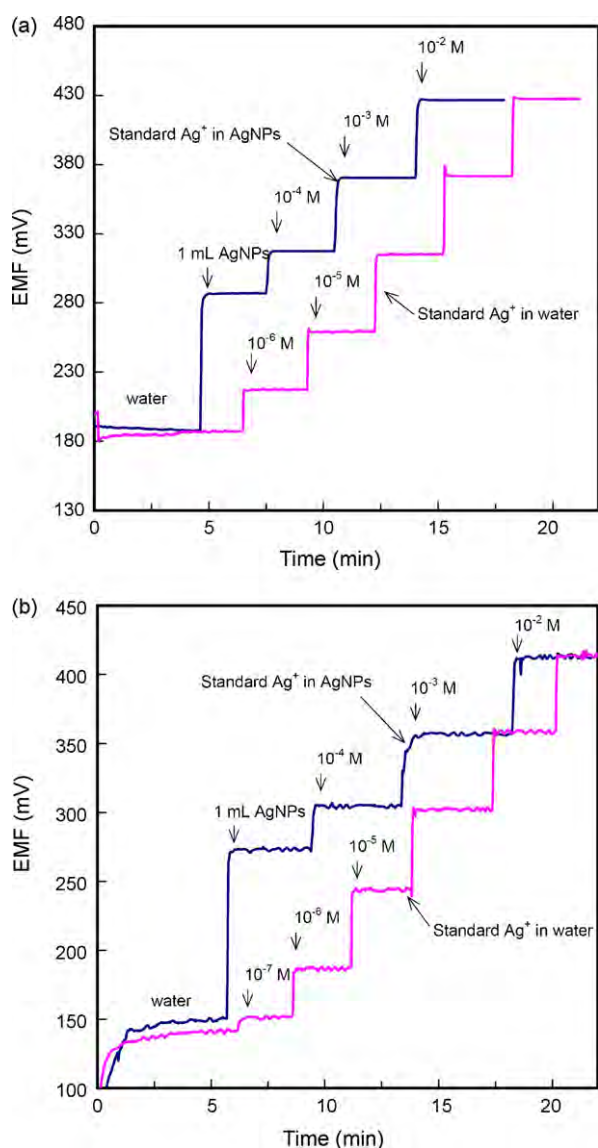 (a)
480
430
380
330
280
230
180
130
EMF (mV)
10⁻² M
10⁻³ M
Standard Ag⁺ in AgNPs
10⁻⁴ M
1 mL AgNPs
10⁻⁵ M
Standard Ag⁺ in water
10⁻⁶ M
water
0 5 10 15 20
Time (min)
(b)
450
400
350
300
250
200
150
100
EMF (mV)
10⁻² M
Standard Ag⁺ in AgNPs
10⁻³ M
10⁻⁴ M
1 mL AgNPs
10⁻⁵ M
10⁻⁶ M
Standard Ag⁺ in water
10⁻⁷ M
water
0 5 10 15 20
Time (min)